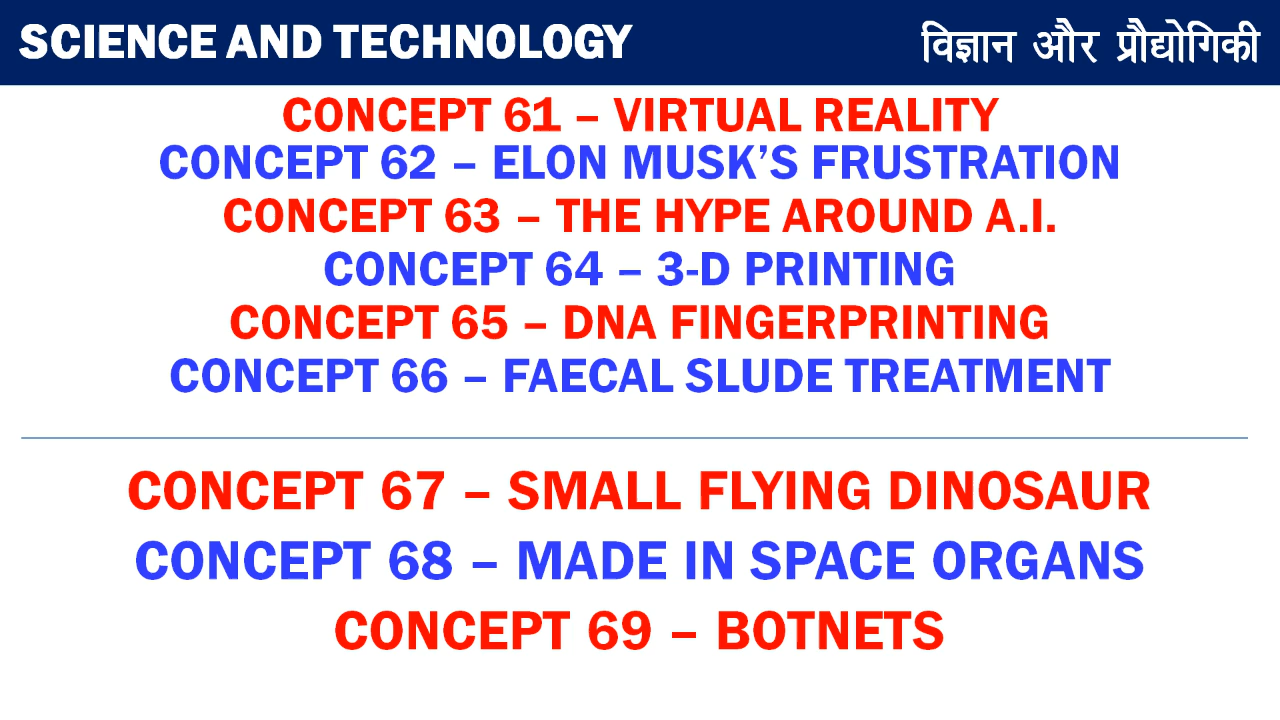 SCIENCE AND TECHNOLOGY
विज्ञान और प्रौद्योगिकी
CONCEPT 61 – VIRTUAL REALITY
CONCEPT 62 – ELON MUSK’S FRUSTRATION
CONCEPT 63 – THE HYPE AROUND A.I.
CONCEPT 64 – 3-D PRINTING
CONCEPT 65 – DNA FINGERPRINTING
CONCEPT 66 – FAECAL SLUDE TREATMENT
CONCEPT 67 – SMALL FLYING DINOSAUR
CONCEPT 68 – MADE IN SPACE ORGANS
CONCEPT 69 – BOTNETS